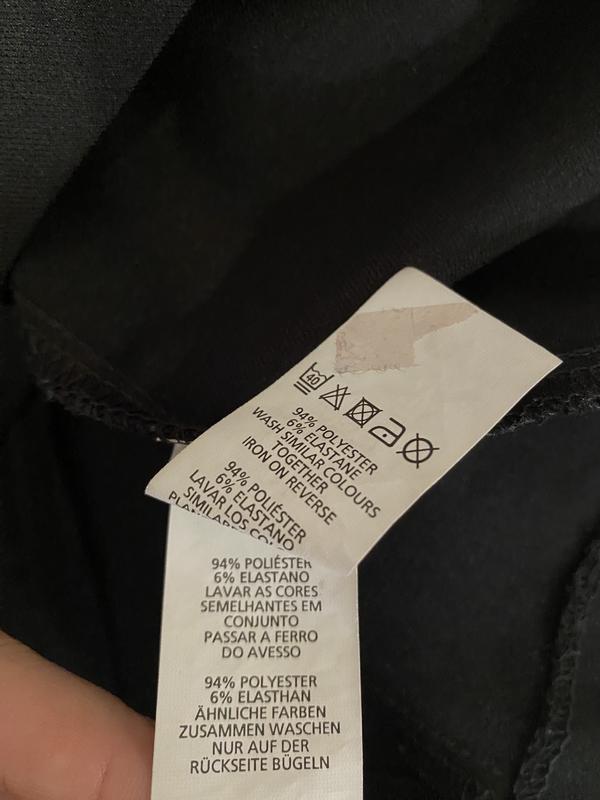 40
94% POLYESTER
6% ELASTANE
WASH SIMILAR COLOURS
TOGETHER
IRON ON REVERSE
94% POLIÉSTER
6% ELASTANO
LAVAR LOS
94% POLIÉSTER
6% ELASTANO
LAVAR AS CORES
SEMELHANTES EM
CONJUNTO
PASSAR A FERRO
DO AVESSO
94% POLYESTER
6% ELASTHAN
ÄHNLICHE FARBEN
ZUSAMMEN WASCHEN
NUR AUF DER
RÜCKSEITE BÜGELN